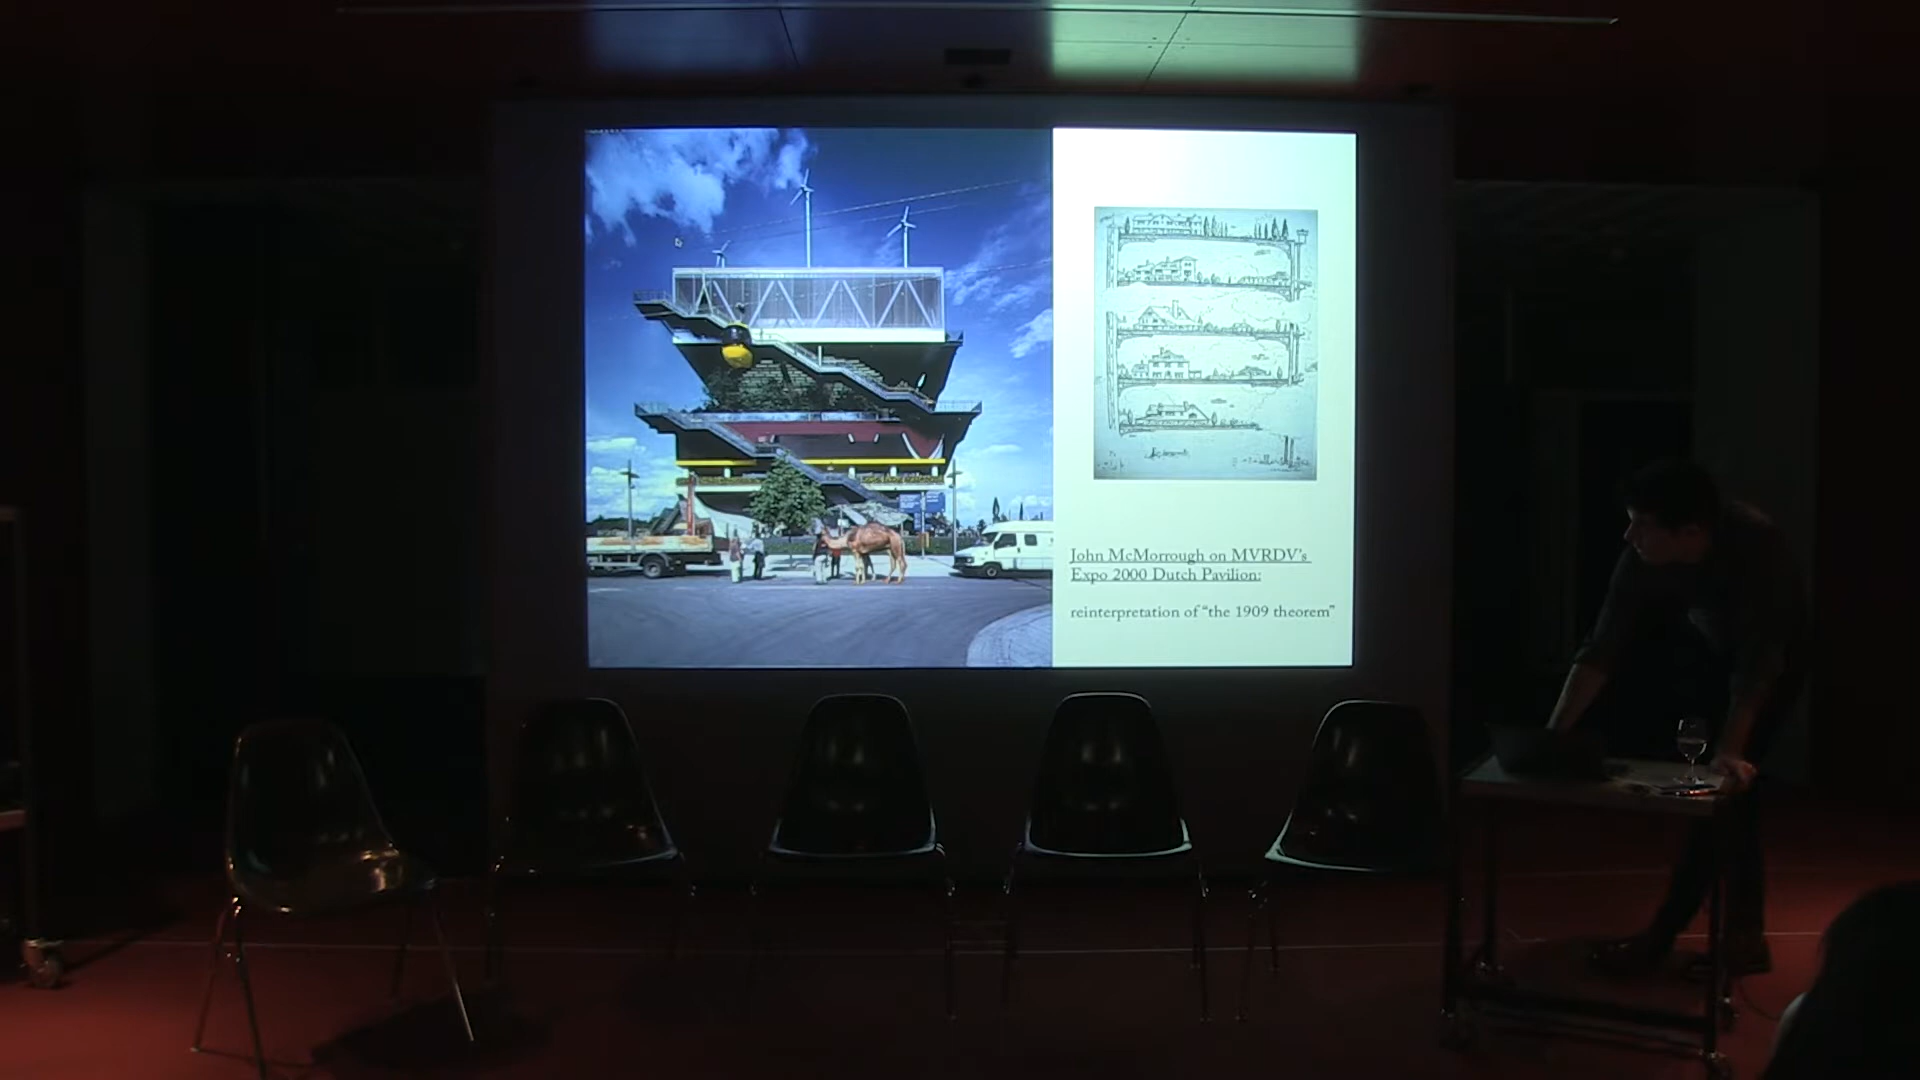 John McMorrough on MVRDV's
Expo 2000 Dutch Pavilion:
reinterpretation of “the 1909 theorem”